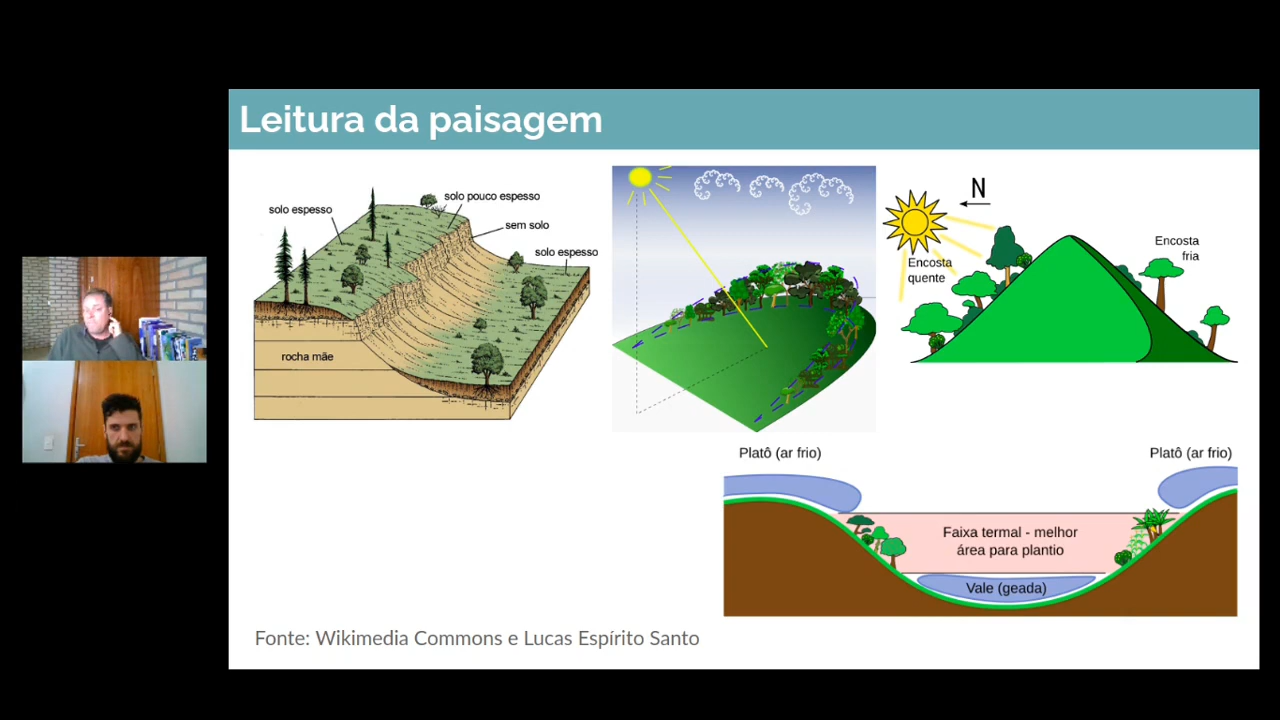 Leitura da paisagem
solo pouco espesso
solo espesso
sem solo
solo espesso
rocha mãe
N
Encosta
quente
Encosta
fria
Platô (ar frio)
Platô (ar frio)
Faixa termal - melhor
área para plantio
Vale (geada)
Fonte: Wikimedia Commons e Lucas Espírito Santo